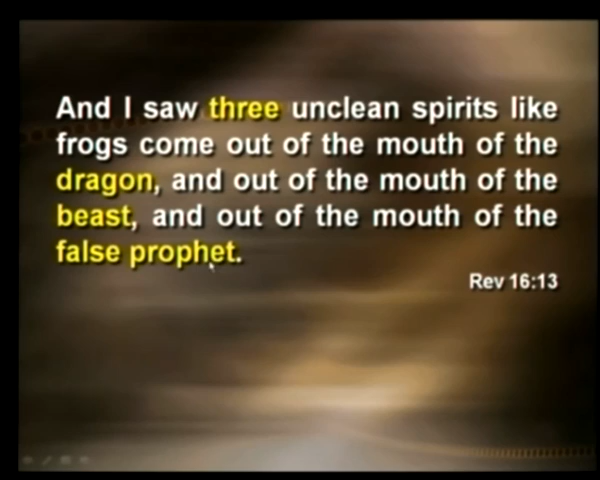 And I saw three unclean spirits like
frogs come out of the mouth of the
dragon, and out of the mouth of the
beast, and out of the mouth of the
false prophet.
Rev 16:13